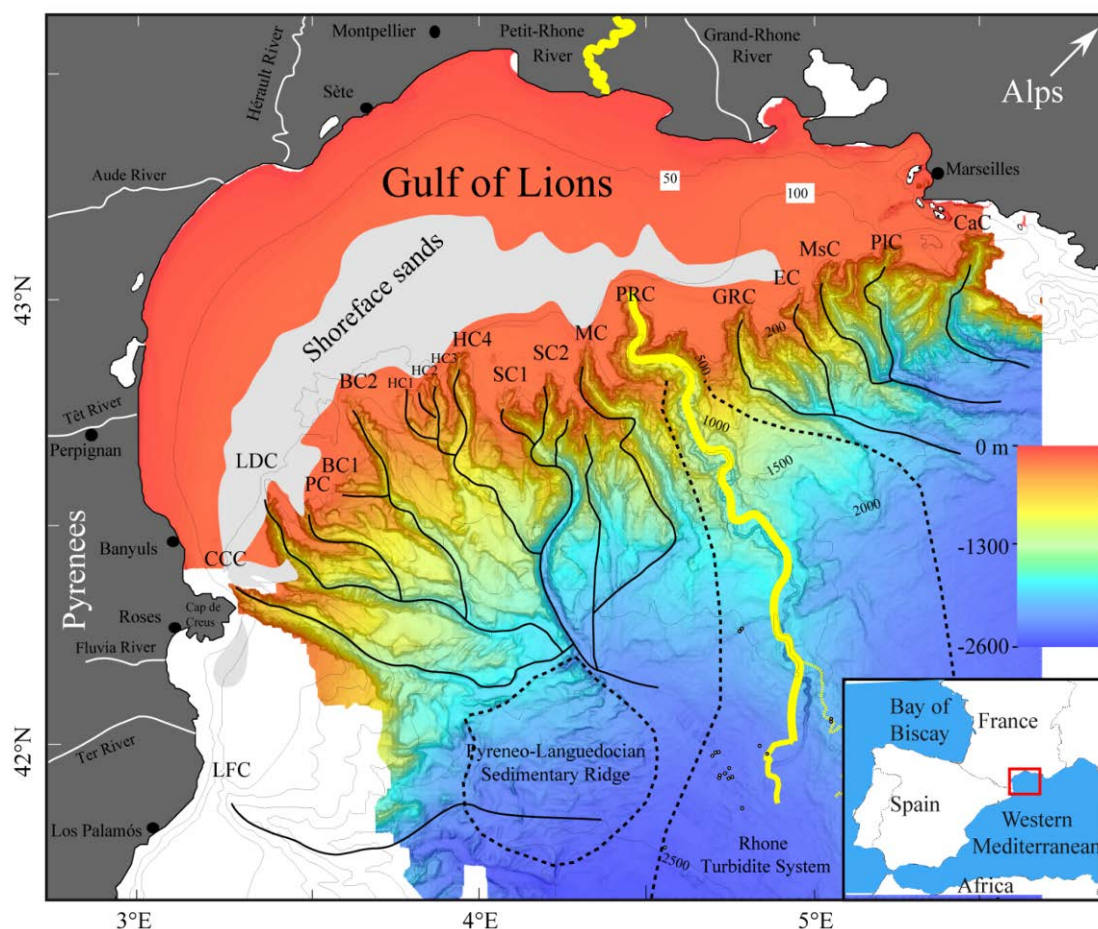 Montpellier
Petit-Rhone
River
Grand-Rhone
River
Hérault River
Alps
Sète
Aude River
Marseilles
Gulf of Lions
50
100
CaC
PlC
MsC
EC
43°N
Shoreface sands
PRC
GRC
200
MC
HC4
HC3
HC2
HC1
SC2
SC1
BC2
500
Têt River
Perpignan
1000
0 m
LDC
BC1
PC
1500
2000
Banyuls
-1300
CCC
Pyrenees
Roses
Cap de
Creus
Fluvia River
-2600
Bay of
Biscay
France
42°N
Ter River
Pyreneo-Languedocian
Sedimentary Ridge
LFC
Spain
Western
Mediterranean
Los Palamós
Rhone
Turbidite System
2500
Africa
3°E
4°E
5°E